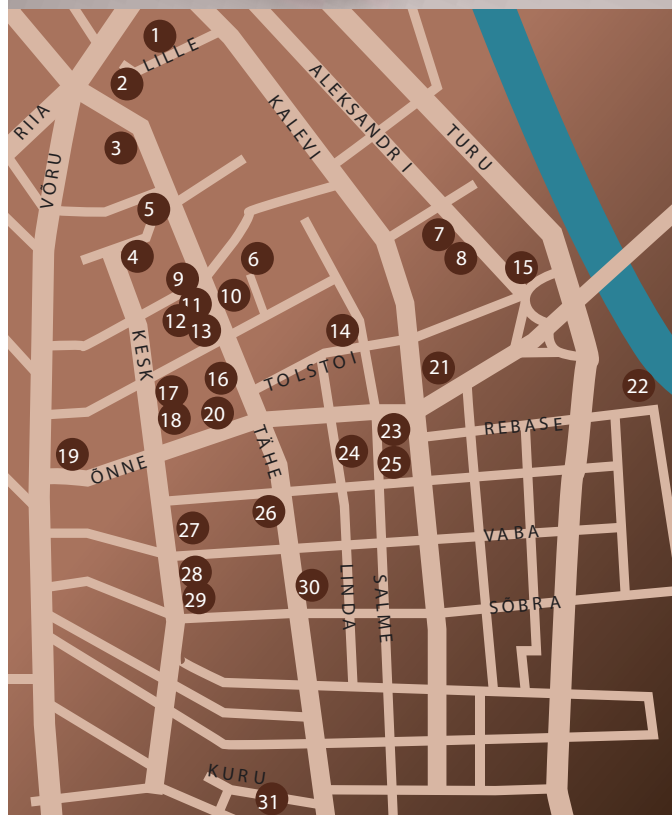 1
LILLE
2
RIIA
3
VÕRU
KALEVI
ALEKSANDRI
TURU
5
4
6
7
8
9
10
11
12
13
14
15
KESK
TOLSTOI
16
17
18
20
21
22
19
ÕNNE
TÄHE
23
24
25
REBASE
26
27
VABA
28
29
30
LINDA
SALME
SÕBRA
KURU
31